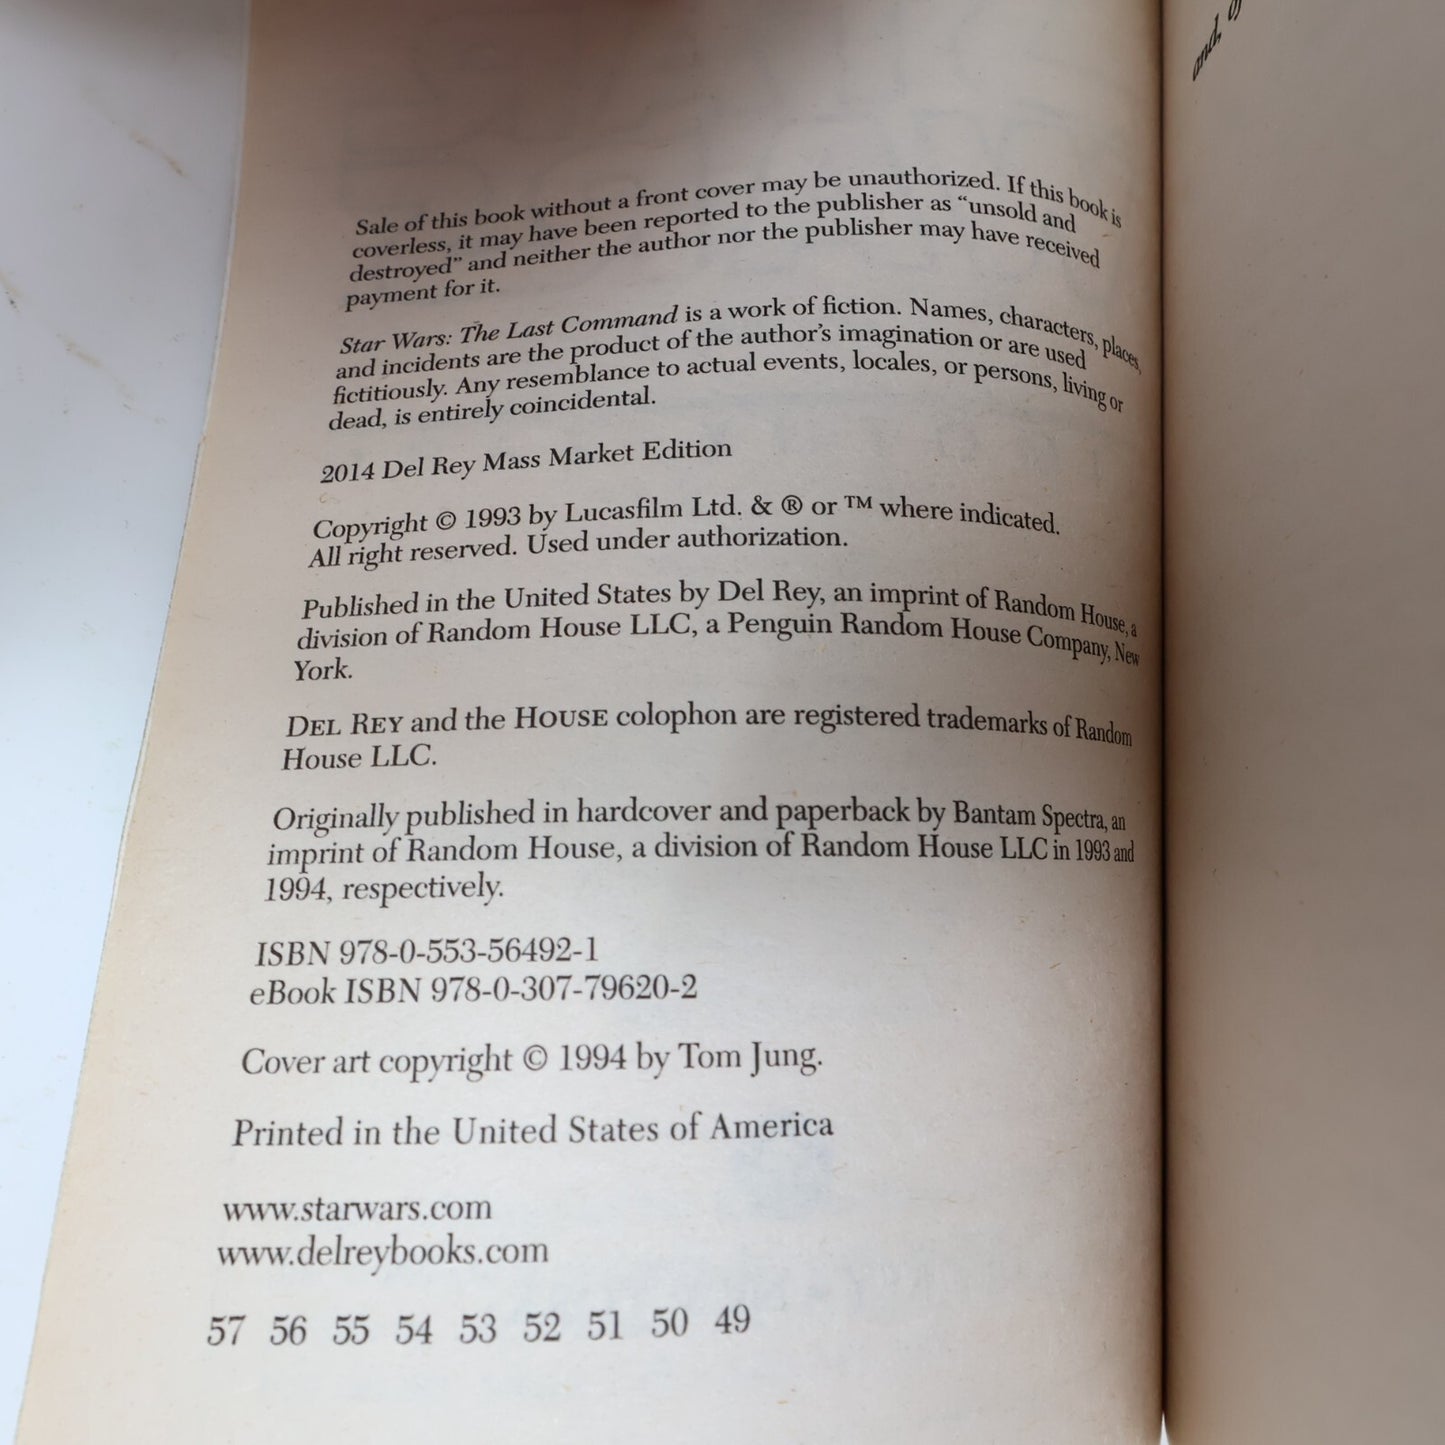 Sale of this book without a front cover may be unauthorized. If this book is
coverless, it may have been reported to the publisher as “unsold and
destroyed” and neither the author nor the publisher may have received
payment for it.
Star Wars: The Last Command is a work of fiction. Names, characters, places,
and incidents are the product of the author’s imagination or are used
fictitiously. Any resemblance to actual events, locales, or persons, living or
dead, is entirely coincidental.
2014 Del Rey Mass Market Edition
Copyright © 1993 by Lucasfilm Ltd. & ® or ™ where indicated.
All right reserved. Used under authorization.
Published in the United States by Del Rey, an imprint of Random House, a
division of Random House LLC, a Penguin Random House Company, New
York.
DEL REY and the HOUSE colophon are registered trademarks of Random
House LLC.
Originally published in hardcover and paperback by Bantam Spectra, an
imprint of Random House, a division of Random House LLC in 1993 and
1994, respectively.
ISBN 978-0-553-56492-1
eBook ISBN 978-0-307-79620-2
Cover art copyright © 1994 by Tom Jung.
Printed in the United States of America
www.starwars.com
www.delreybooks.com
57 56 55 54 53 52 51 50 49
and,